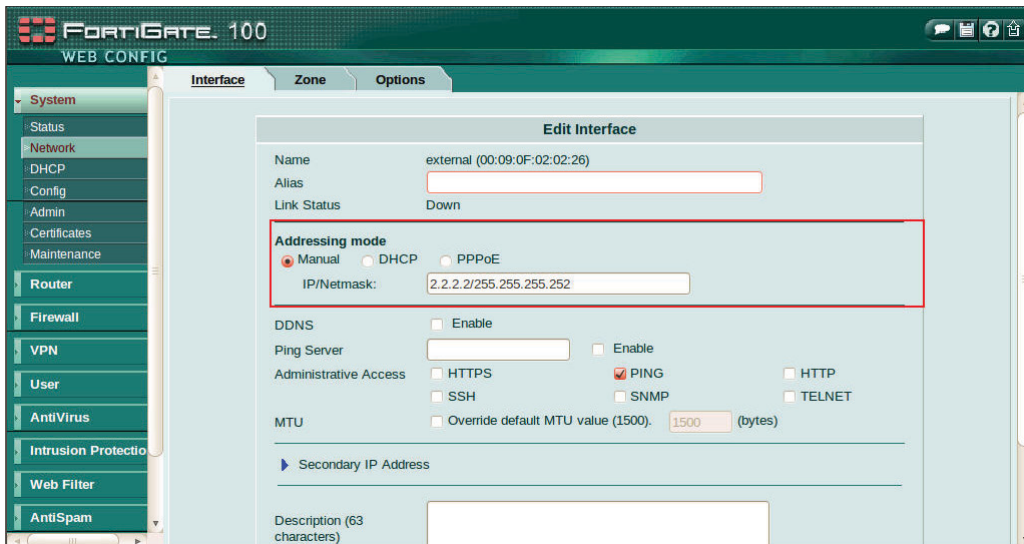 FORTIGATE. 100
WEB CONFIG
Interface Zone Options
System
Status
Network
DHCP
Config
Admin
Certificates
Maintenance
Router
Firewall
VPN
User
AntiVirus
Intrusion Protectio
Web Filter
AntiSpam
Edit Interface
Name external (00:09:0F:02:02:26)
Alias
Link Status Down
Addressing mode
Manual DHCP PPPoE
IP/Netmask: 2.2.2.2/255.255.255.252
DDNS Enable
Ping Server Enable
Administrative Access HTTPS PING HTTP
SSH SNMP TELNET
MTU Override default MTU value (1500). 1500 (bytes)
Secondary IP Address
Description (63
characters)